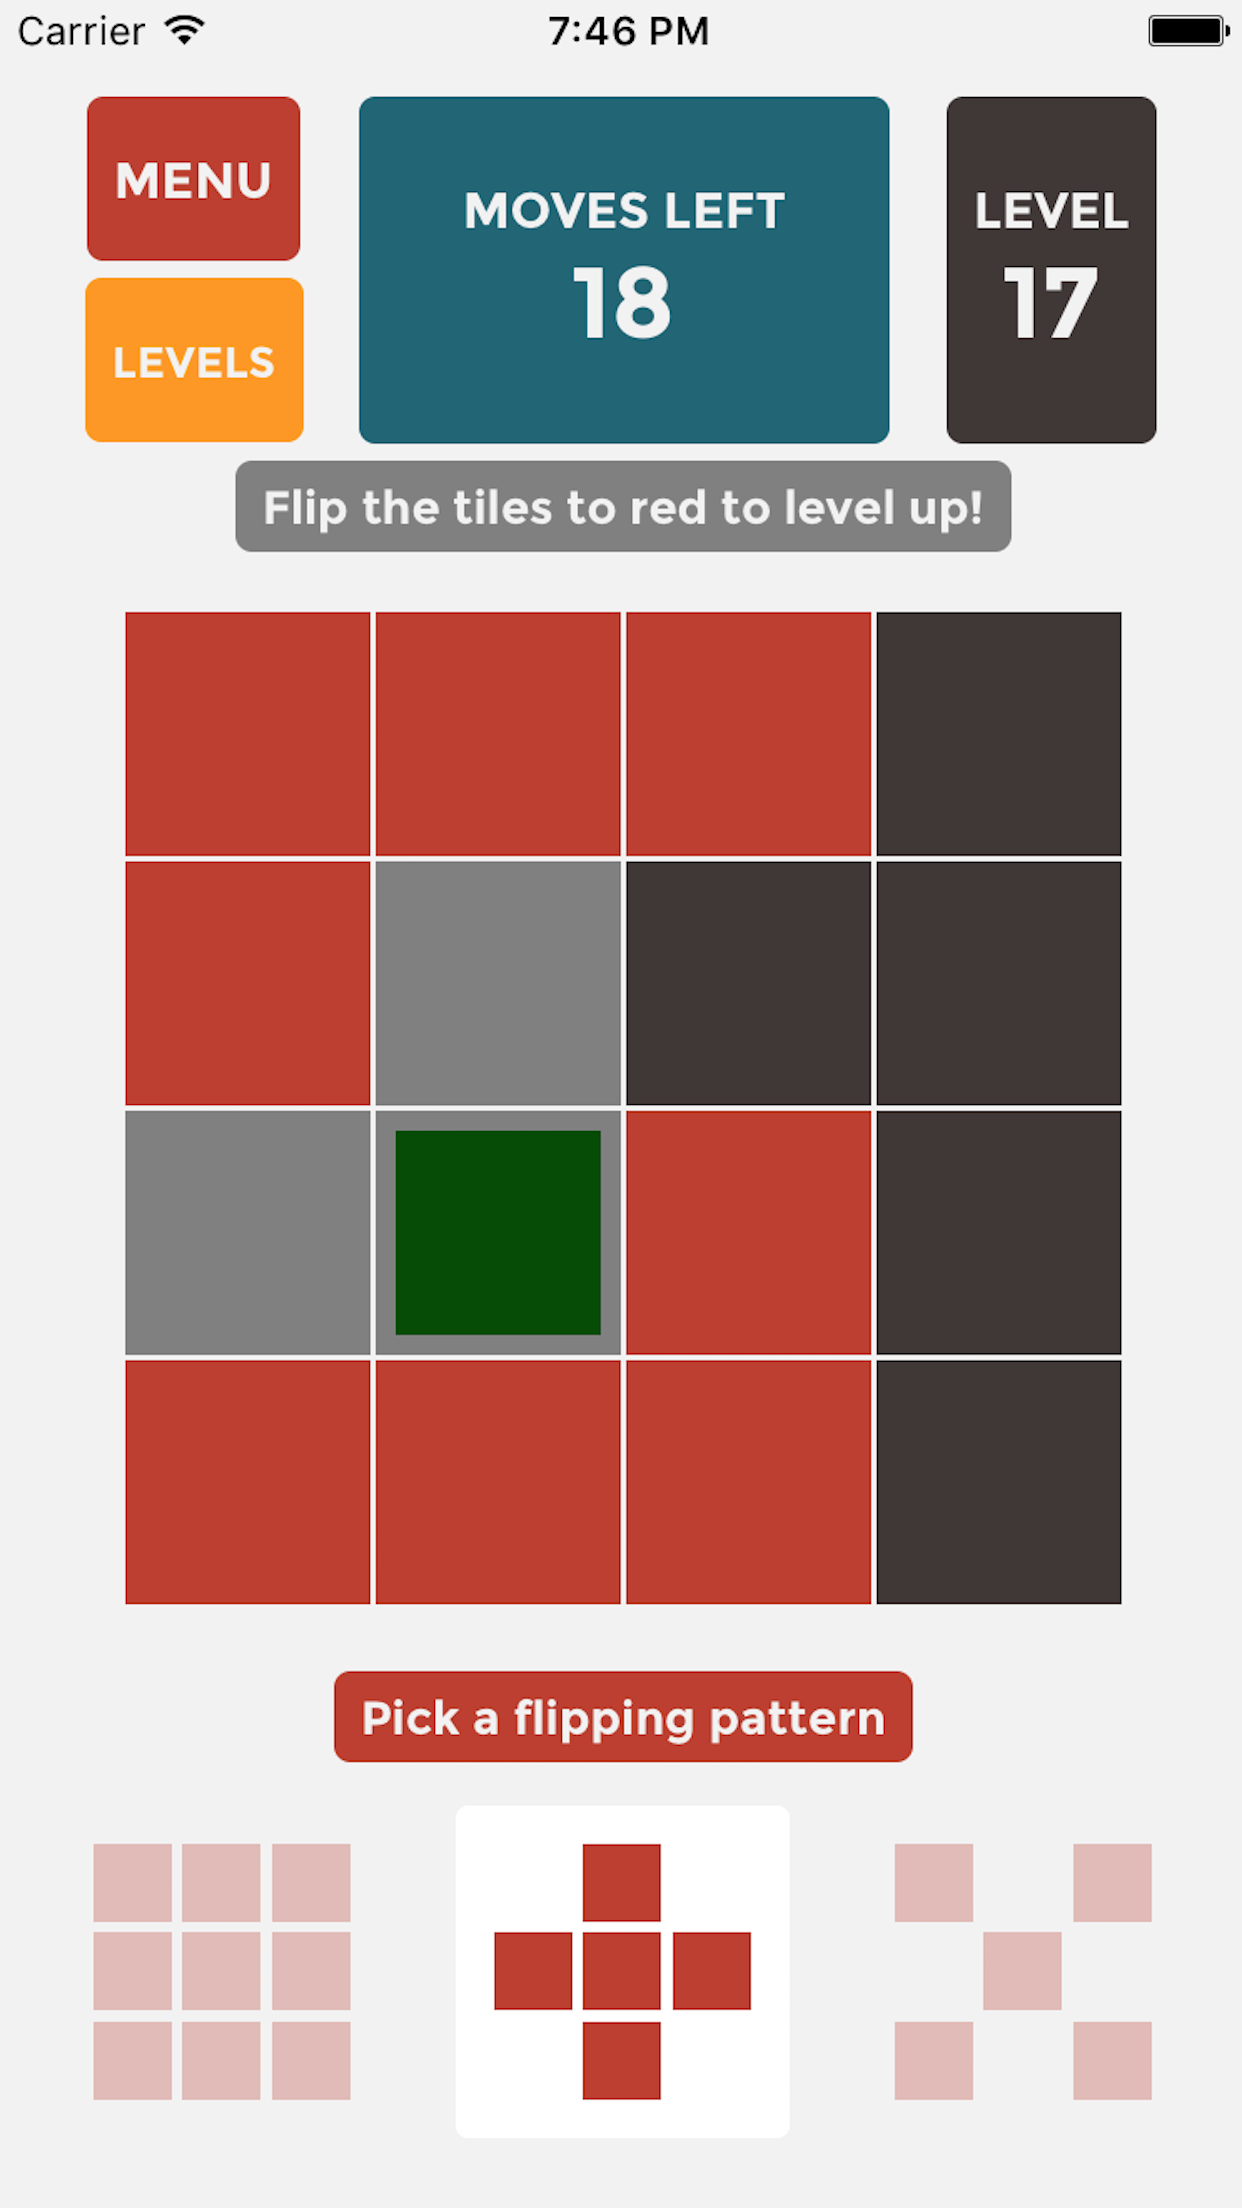 Carrier 7:46 PM
MENU
LEVELS
MOVES LEFT
18
LEVEL
17
Flip the tiles to red to level up!
Pick a flipping pattern